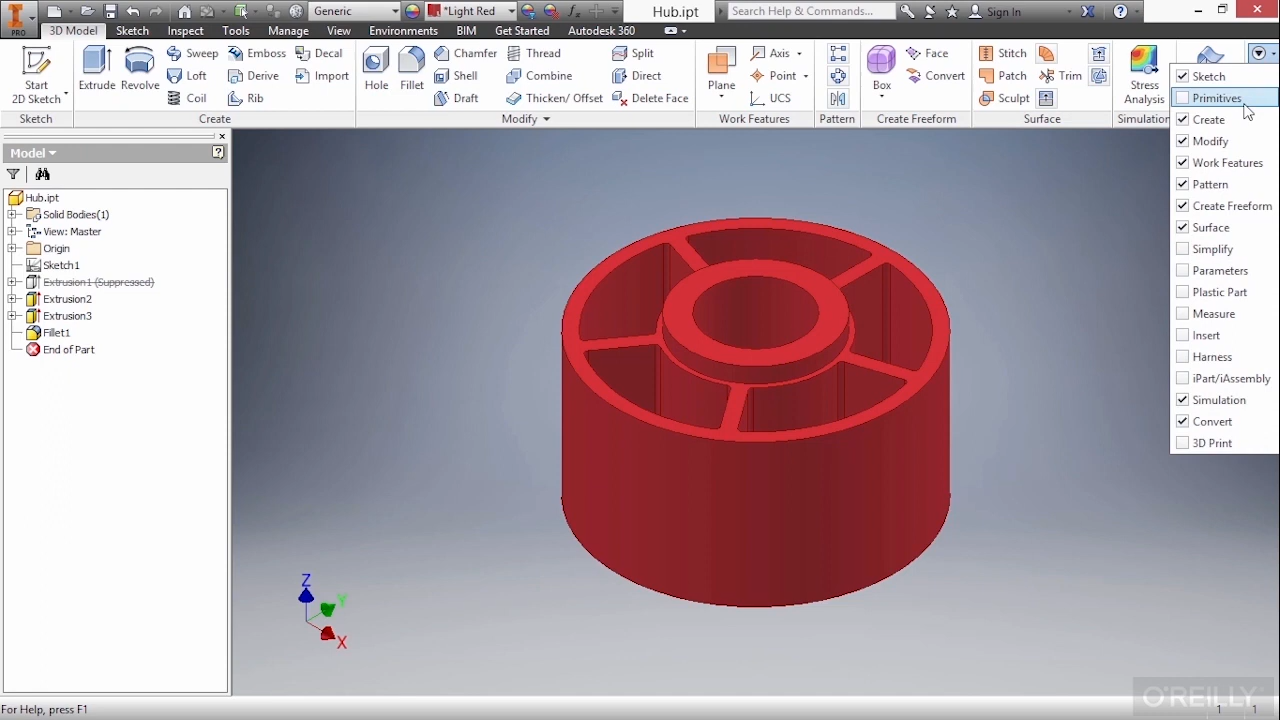 PRO
Generic
*Light Red
Hub.ipt
Search Help & Commands...
Sign In
3D Model
Sketch
Inspect
Tools
Manage
View
Environments
BIM
Get Started
Autodesk 360
Start
2D Sketch
Extrude
Revolve
Sweep
Emboss
Decal
Loft
Derive
Import
Coil
Rib
Hole
Fillet
Chamfer
Thread
Split
Shell
Combine
Direct
Draft
Thicken/ Offset
Delete Face
Plane
Axis
Point
UCS
Box
Face
Convert
Stitch
Patch
Trim
Sculpt
Stress
Analysis
Sketch
Create
Modify
Work Features
Pattern
Create Freeform
Surface
Simulation
Sketch
Primitives
Create
Modify
Work Features
Pattern
Create Freeform
Surface
Simplify
Parameters
Plastic Part
Measure
Insert
Harness
iPart/iAssembly
Simulation
Convert
3D Print
Model
Hub.ipt
Solid Bodies(1)
View: Master
Origin
Sketch1
Extrusion1 (Suppressed)
Extrusion2
Extrusion3
Fillet1
End of Part
Z
Y
X
O'REILLY
For Help, press F1
1 1